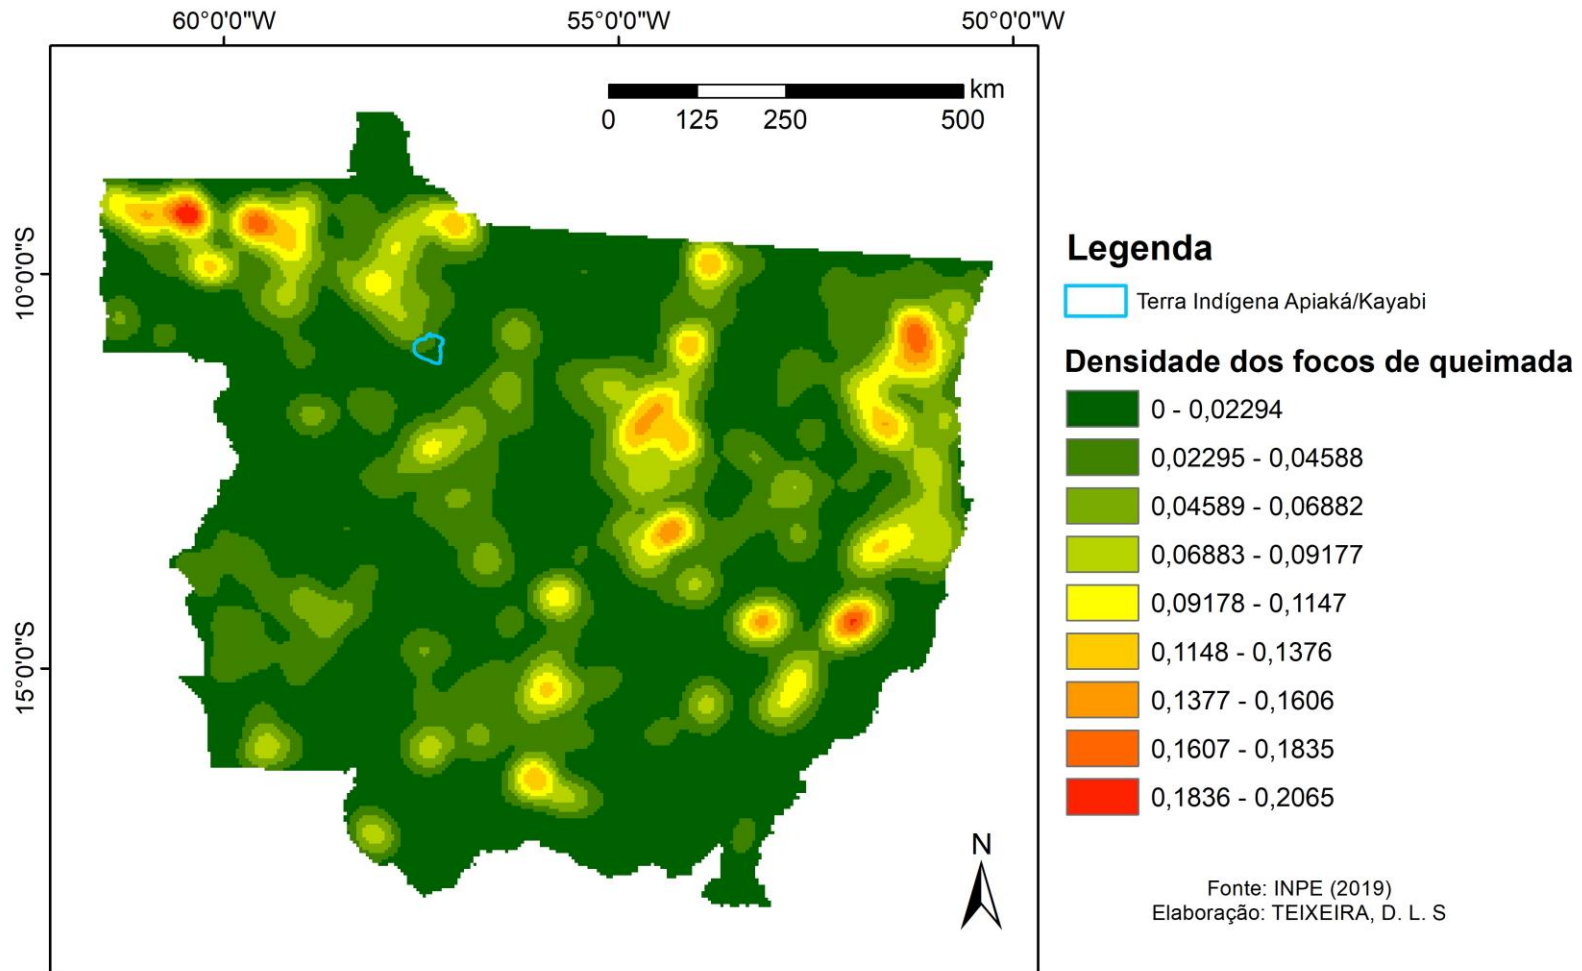 60°0'0"W
55°0'0"W
50°0'0"W
km
0 125 250 500
10°0'0"S
15°0'0"S
N
Legenda
Terra Indígena Apiaká/Kayabi
Densidade dos focos de queimada
0 - 0,02294
0,02295 - 0,04588
0,04589 - 0,06882
0,06883 - 0,09177
0,09178 - 0,1147
0,1148 - 0,1376
0,1377 - 0,1606
0,1607 - 0,1835
0,1836 - 0,2065
Fonte: INPE (2019)
Elaboração: TEIXEIRA, D. L. S